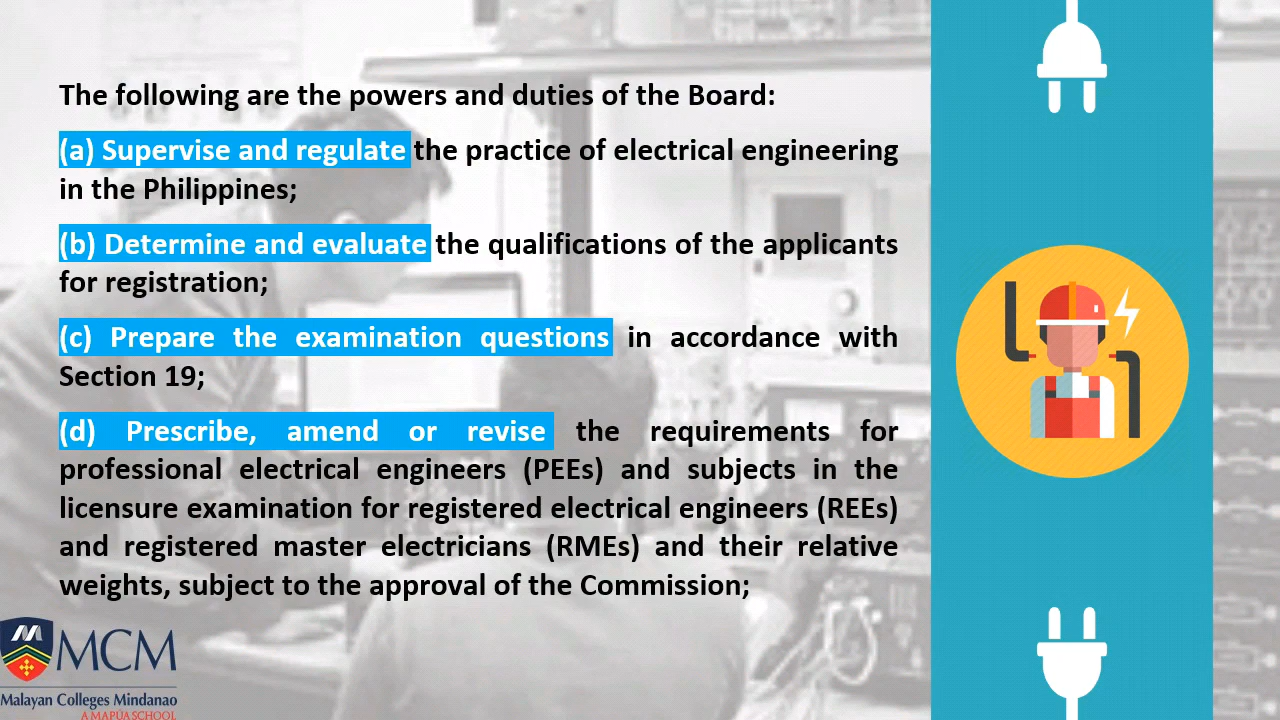 The following are the powers and duties of the Board:
(a) Supervise and regulate the practice of electrical engineering
in the Philippines;
(b) Determine and evaluate the qualifications of the applicants
for registration;
(c) Prepare the examination questions in accordance with
Section 19;
(d) Prescribe, amend or revise the requirements for
professional electrical engineers (PEEs) and subjects in the
licensure examination for registered electrical engineers (REEs)
and registered master electricians (RMEs) and their relative
weights, subject to the approval of the Commission;
MCM
Malayan Colleges Mindanao
A MAPÚA SCHOOL